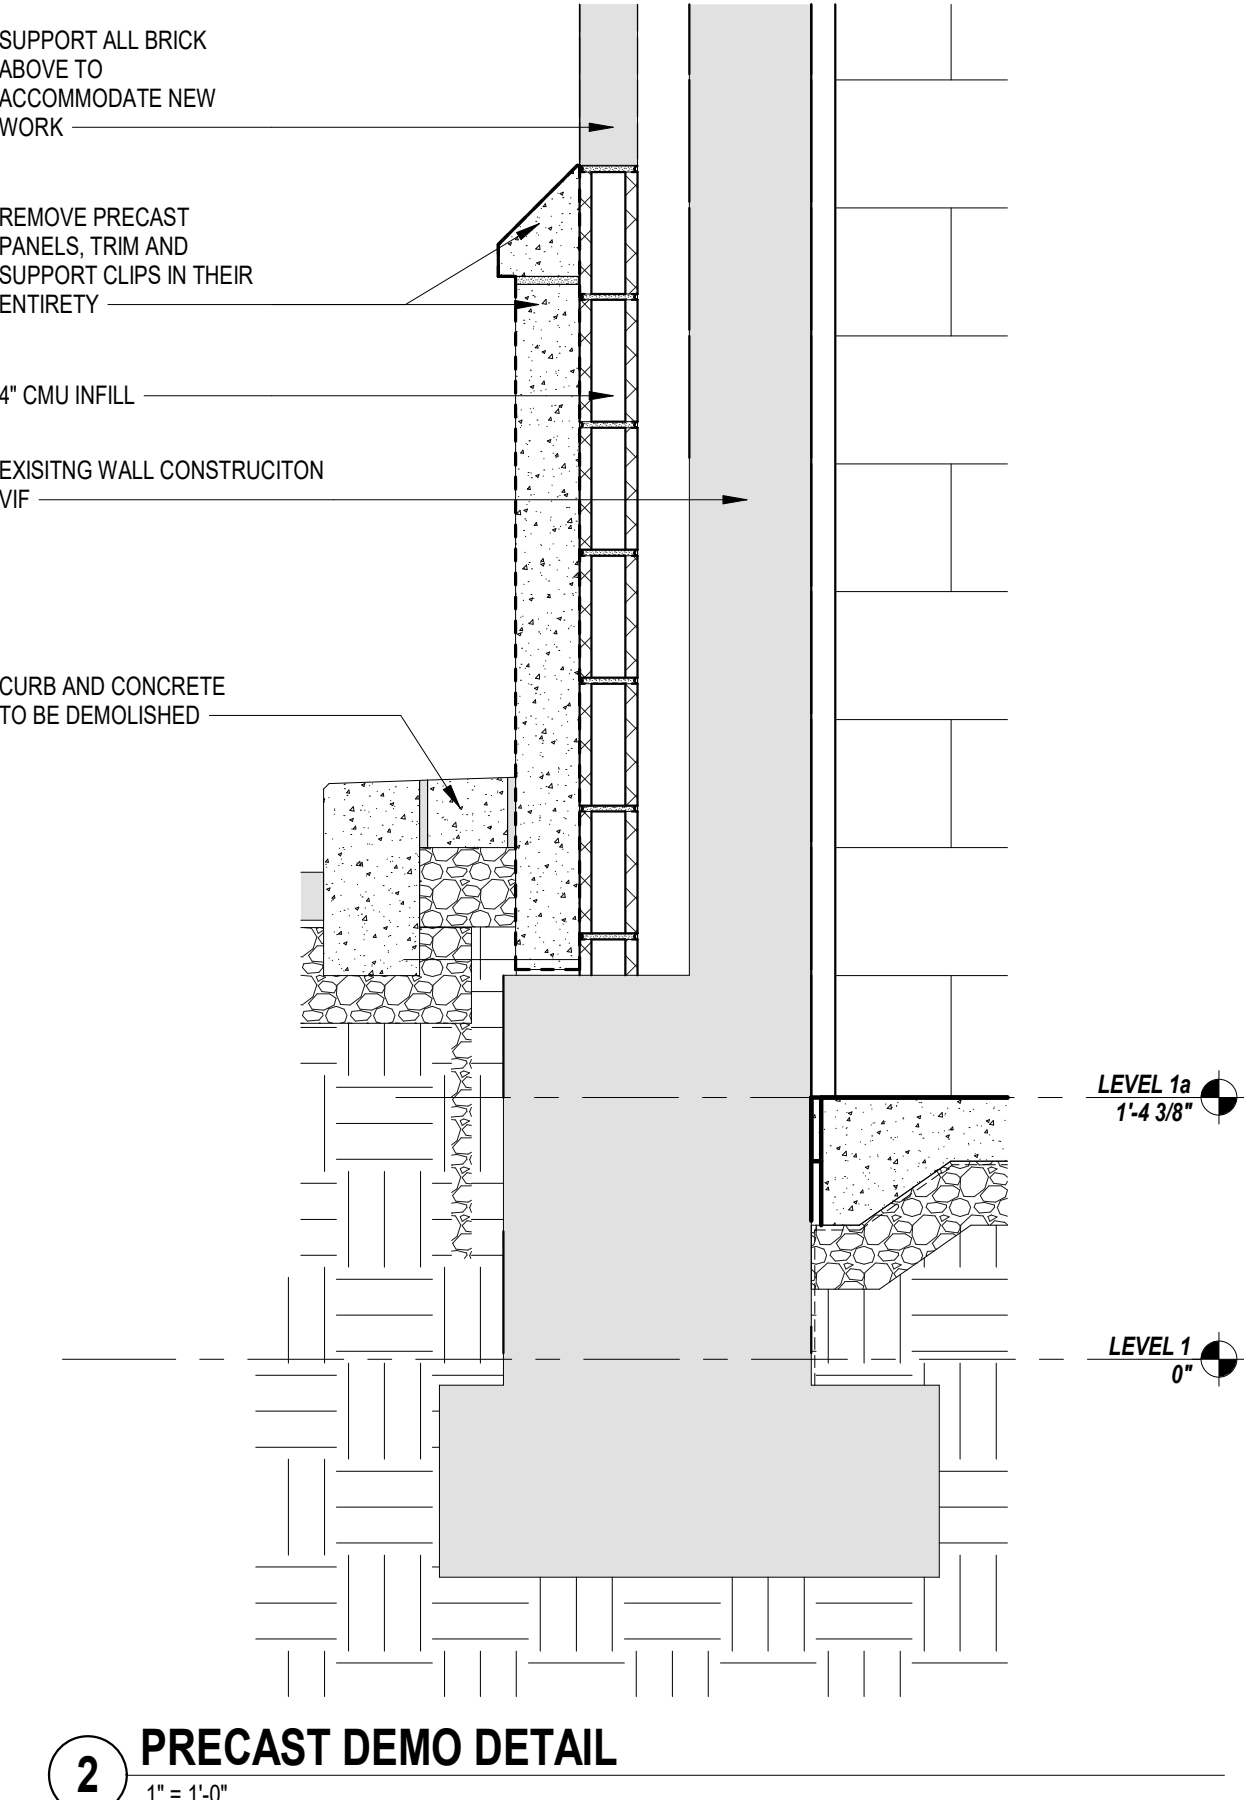 SUPPORT ALL BRICK
ABOVE TO
ACCOMMODATE NEW
WORK
REMOVE PRECAST
PANELS, TRIM AND
SUPPORT CLIPS IN THEIR
ENTIRETY
4" CMU INFILL
EXISITNG WALL CONSTRUCITON
VIF
CURB AND CONCRETE
TO BE DEMOLISHED
LEVEL 1a
1'-4 3/8"
LEVEL 1
0"
2
PRECAST DEMO DETAIL
1" = 1'-0"